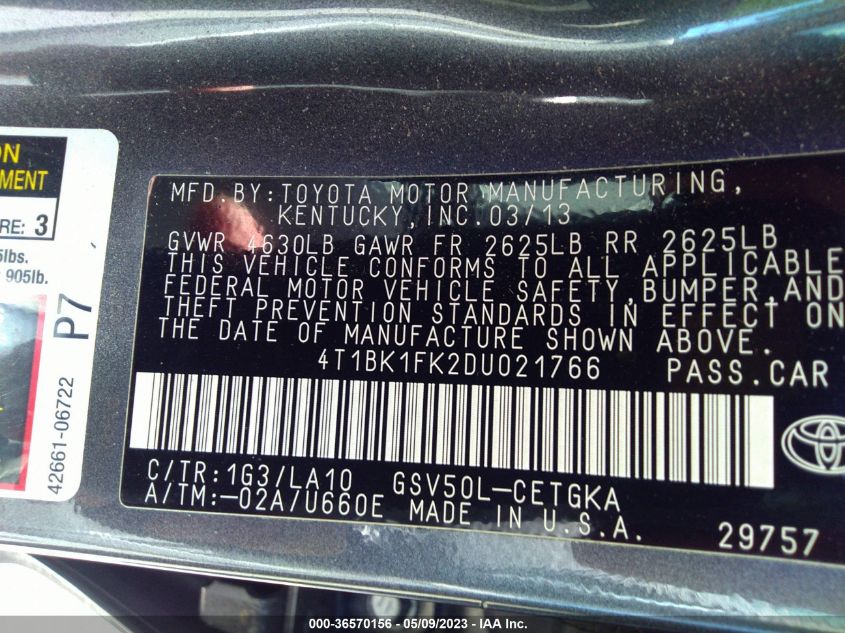 ON
EMENT
RE: 3
5lbs.
905lb.
P7
42661-06722
MFD.BY:TOYOTA MOTOR MANUFACTURING,
KENTUCKY,INC.03/13
GVWR 4630LB GAWR FR 2625LB RR 2625LB
THIS VEHICLE CONFORMS TO ALL APPLICABLE
FEDERAL MOTOR VEHICLE SAFETY,BUMPER,AND
THEFT PREVENTION STANDARDS IN EFFECT ON
THE DATE OF MANUFACTURE SHOWN ABOVE.
4T1BK1FK2DU021766 PASS.CAR
C/TR:1G3/LA10 GSV50L-CETGKA
A/TM:-02A/U660E MADE IN U.S.A.
29757
000-36570156 - 05/09/2023 - IAA Inc.